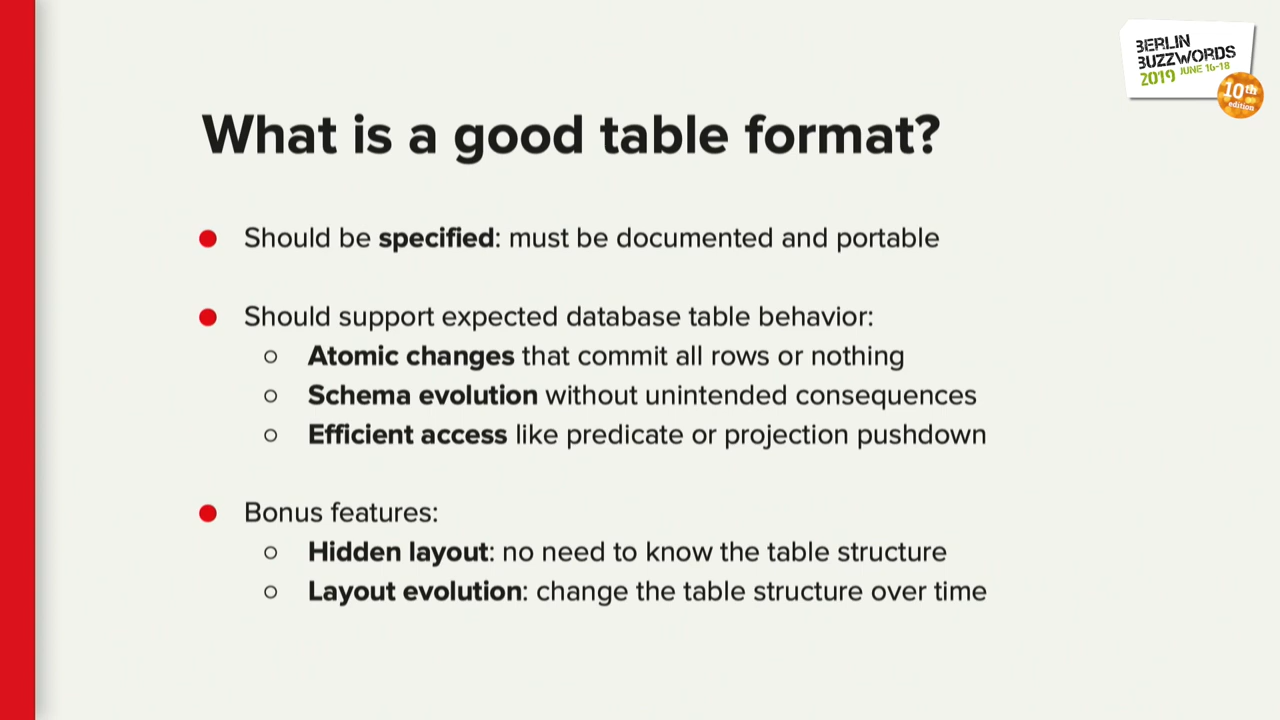 BERLIN
BUZZWORDS
2019 JUNE 16-18
10th
edition
What is a good table format?
● Should be specified: must be documented and portable
● Should support expected database table behavior:
○ Atomic changes that commit all rows or nothing
○ Schema evolution without unintended consequences
○ Efficient access like predicate or projection pushdown
● Bonus features:
○ Hidden layout: no need to know the table structure
○ Layout evolution: change the table structure over time